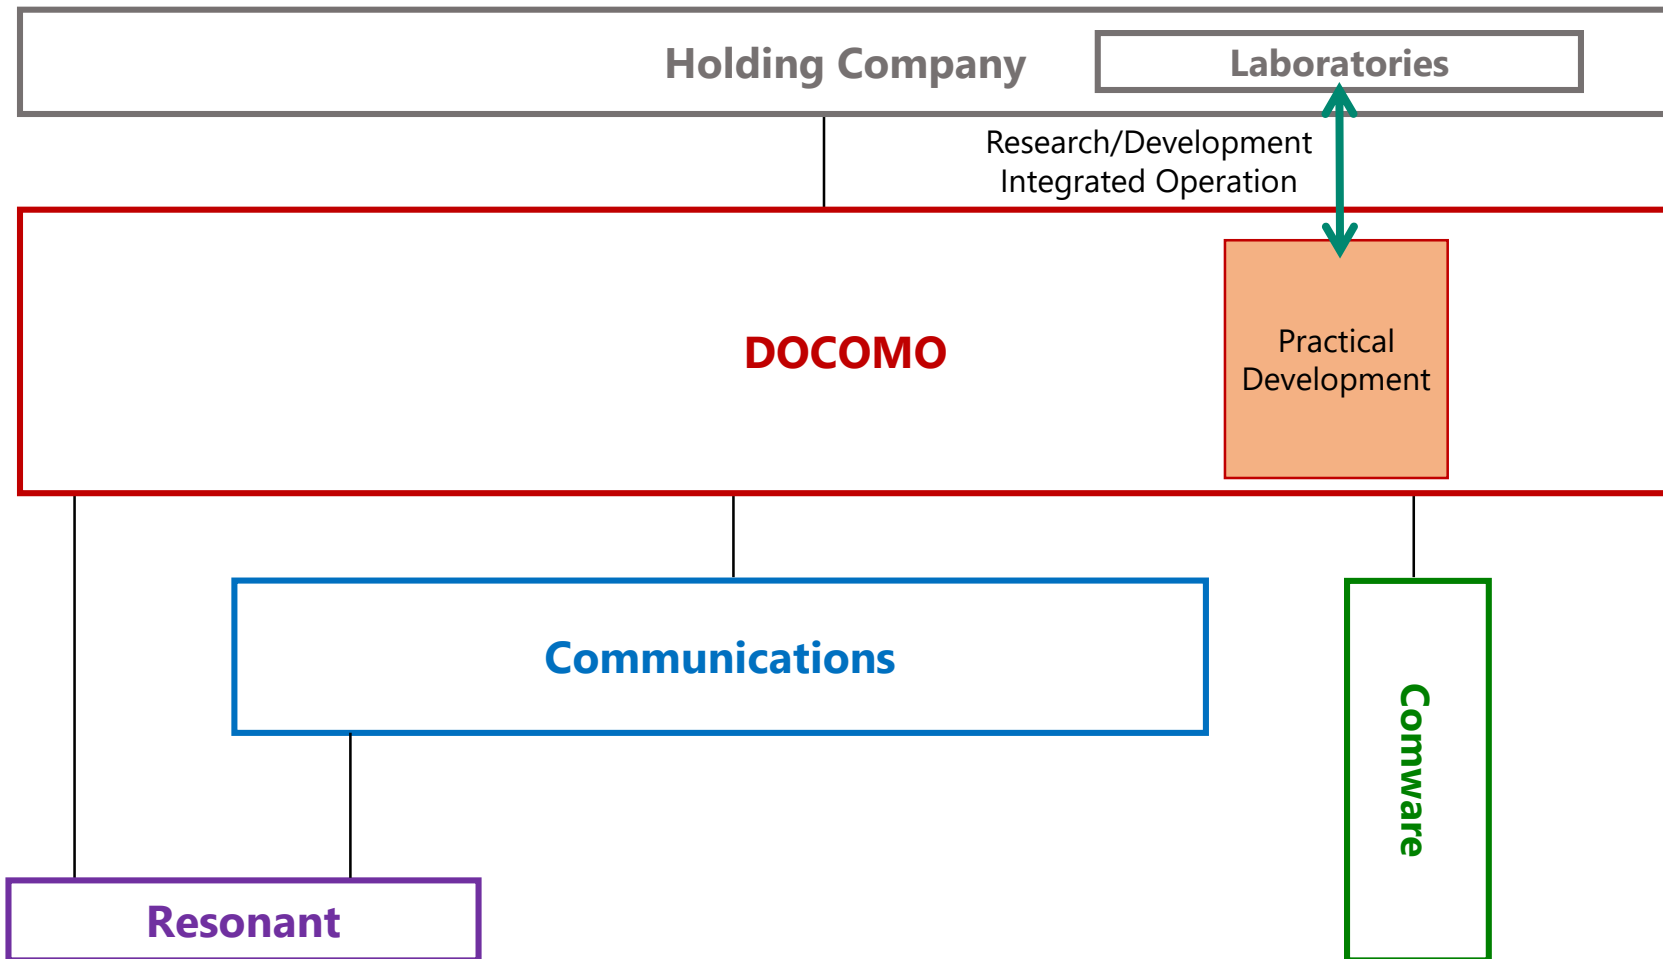 Holding Company
Laboratories
Research/Development
Integrated Operation
DOCOMO
Practical
Development
Communications
Comware
Resonant